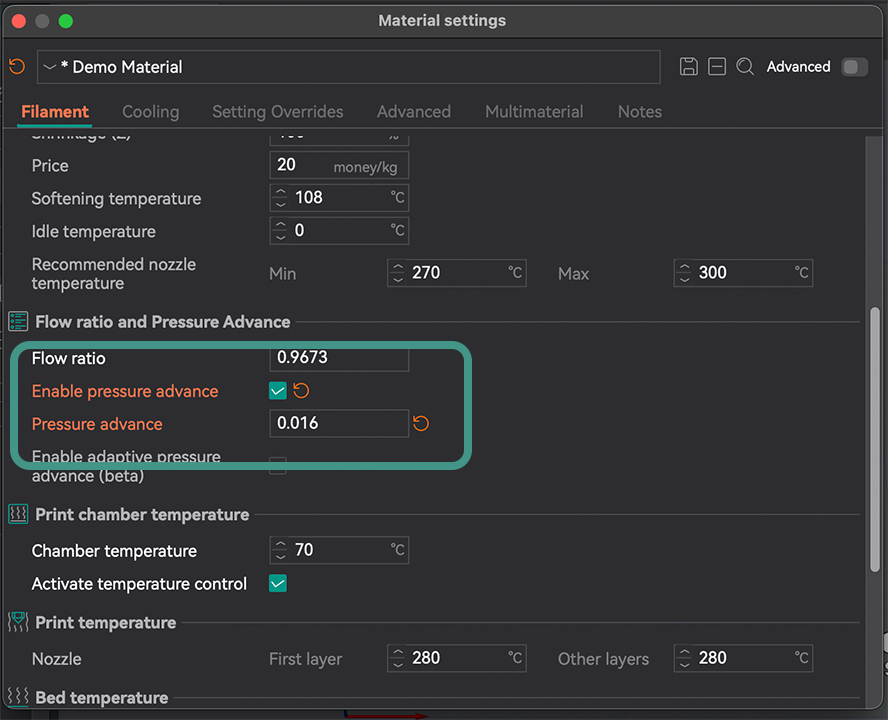 Material settings
* Demo Material
Advanced
Filament Cooling Setting Overrides Advanced Multimaterial Notes
Shrinkage (Z) %
Price 20 money/kg
Softening temperature 108 °C
Idle temperature 0 °C
Recommended nozzle
temperature
Min 270 °C Max 300 °C
Flow ratio and Pressure Advance
Flow ratio 0.9673
Enable pressure advance
Pressure advance 0.016
Enable adaptive pressure
advance (beta)
Print chamber temperature
Chamber temperature 70 °C
Activate temperature control
Print temperature
Nozzle First layer 280 °C Other layers 280 °C
Bed temperature